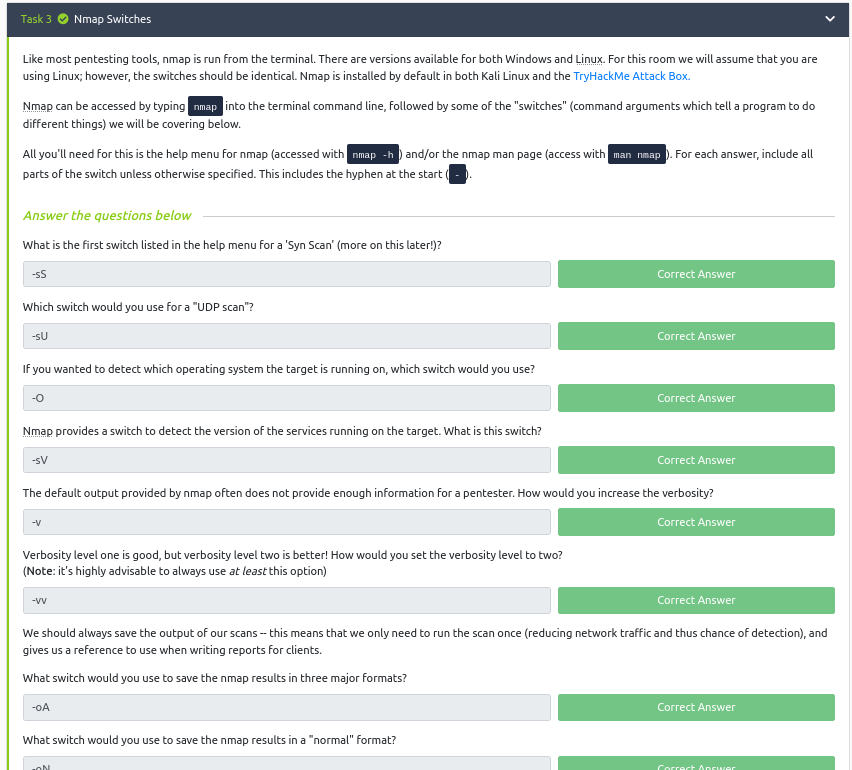 Task 3 Nmap Switches
Like most pentesting tools, nmap is run from the terminal. There are versions available for both Windows and Linux. For this room we will assume that you are
using Linux; however, the switches should be identical. Nmap is installed by default in both Kali Linux and the TryHackMe Attack Box.
Nmap can be accessed by typing nmap into the terminal command line, followed by some of the "switches" (command arguments which tell a program to do
different things) we will be covering below.
All you'll need for this is the help menu for nmap (accessed with nmap -h ) and/or the nmap man page (access with man nmap ). For each answer, include all
parts of the switch unless otherwise specified. This includes the hyphen at the start ( - ).
Answer the questions below
What is the first switch listed in the help menu for a 'Syn Scan' (more on this later!)?
-sS Correct Answer
Which switch would you use for a "UDP scan"?
-sU Correct Answer
If you wanted to detect which operating system the target is running on, which switch would you use?
-O Correct Answer
Nmap provides a switch to detect the version of the services running on the target. What is this switch?
-sV Correct Answer
The default output provided by nmap often does not provide enough information for a pentester. How would you increase the verbosity?
-v Correct Answer
Verbosity level one is good, but verbosity level two is better! How would you set the verbosity level to two?
(Note: it's highly advisable to always use at least this option)
-vv Correct Answer
We should always save the output of our scans -- this means that we only need to run the scan once (reducing network traffic and thus chance of detection), and
gives us a reference to use when writing reports for clients.
What switch would you use to save the nmap results in three major formats?
-oA Correct Answer
What switch would you use to save the nmap results in a "normal" format?
-oN Correct Answer